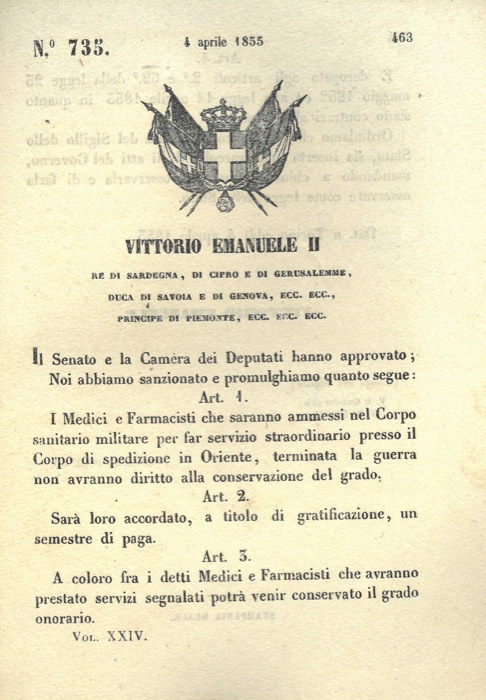 N.º 735.
4 aprile 1855
463
VITTORIO EMANUELE II
RE DI SARDEGNA, DI CIPRO E DI GERUSALEMME,
DUCA DI SAVOIA E DI GENOVA, ECC. ECC.,
PRINCIPE DI PIEMONTE, ECC. ECC. ECC.
Il Senato e la Camera dei Deputati hanno approvato;
Noi abbiamo sanzionato e promulghiamo quanto segue:
Art. 1.
I Medici e Farmacisti che saranno ammessi nel Corpo
sanitario militare per far servizio straordinario presso il
Corpo di spedizione in Oriente, terminata la guerra
non avranno diritto alla conservazione del grado.
Art. 2.
Sarà loro accordato, a titolo di gratificazione, un
semestre di paga.
Art. 3.
A coloro fra i detti Medici e Farmacisti che avranno
prestato servizi segnalati potrà venir conservato il grado
onorario.
VOL. XXIV.